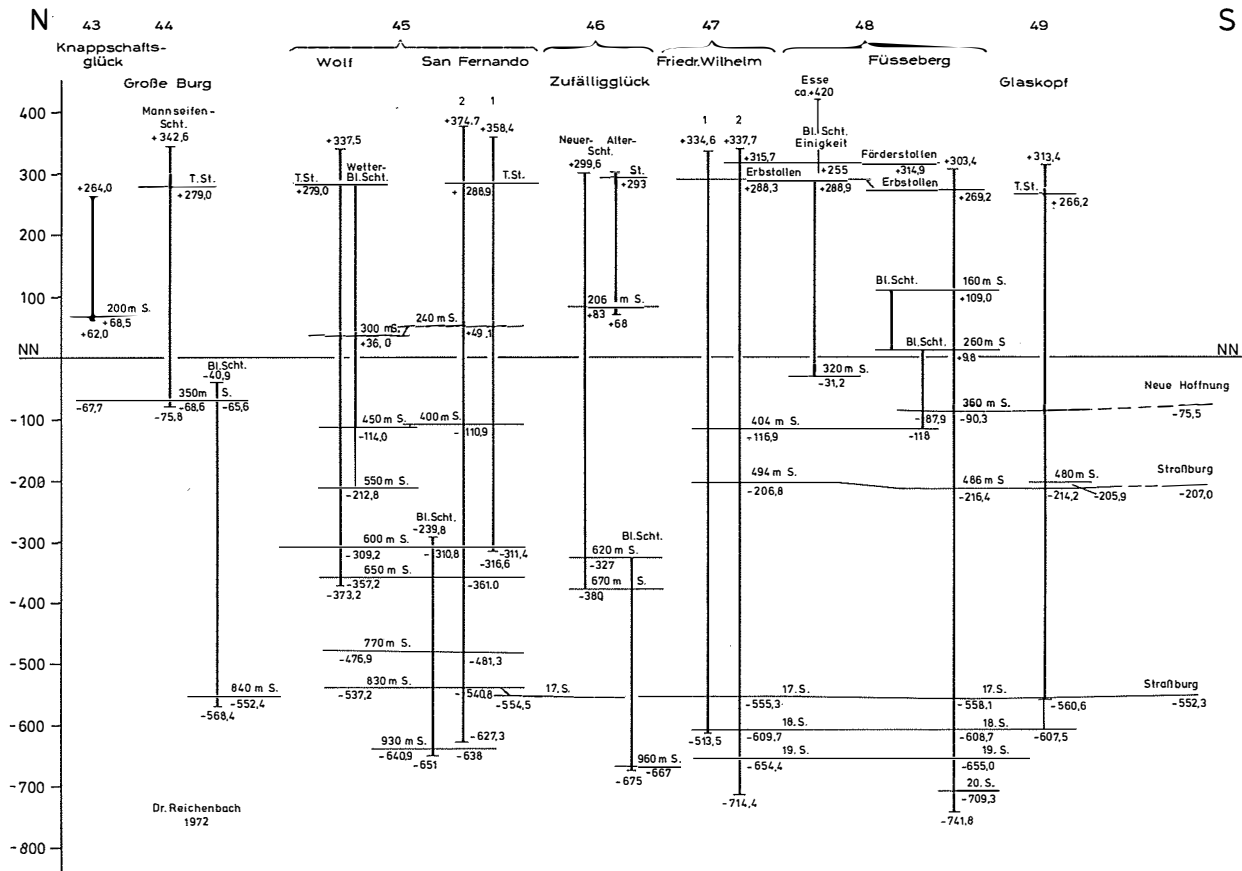 N
43
44
45
46
47
48
49
S
Knappschafts-
glück
Große Burg
Wolf
San Fernando
Zufälligglück
Friedr. Wilhelm
Füsseberg
Glaskopf
Mannseifen-
Scht.
+342,6
+337,5
2
+374,7
1
+358,4
Neuer-
Alter-
Scht.
+299,6
1
+334,6
2
+337,7
Esse
ca.+420
Bl. Scht.
Einigkeit
+315,7
Förderstollen
+314,9
+303,4
+313,4
400
300
200
100
NN
-100
-200
-300
-400
-500
-600
-700
-800
+264,0
T.St.
+279,0
T.St.
+279,0
Wetter-
Bl.Scht.
T.St.
+ 288,9
St.
+293
Erbstollen
+288,3
+255
+288,9
Erbstollen
+269,2
T.St.
+266,2
200m S.
+68,5
+62,0
300 m S.
+36,0
240 m S.
+49,1
206 m S.
+83
+68
Bl.Scht.
160m S.
+109,0
Bl.Scht.
260m S
+9,8
NN
320 m S.
-31,2
Bl.Scht.
-40,9
350m S.
-67,7
-68,6
-65,6
-75,8
450 m S.
-114,0
400 m S.
-110,9
404 m S.
-116,9
360 m S.
-87,9
-90,3
-118
Neue Hoffnung
-75,5
550m S.
-212,8
494 m S.
-206,8
486 m S
-216,4
480m S.
-214,2
-205,9
Straßburg
-207,0
Bl.Scht.
-239,8
600 m S.
-309,2
-310,8
-311,4
-316,6
650 m S.
-357,2
-361.0
-373,2
Bl.Scht.
620 m S.
-327
670 m S.
-380
770 m S.
-476,9
-481,3
830 m S.
-537,2
-540,8
-554,5
17. S.
17. S.
-555,3
17. S.
-558,1
-560,6
Straßburg
-552,3
840 m S.
-552,4
-568,4
18.S.
-513,5
-609,7
18.S.
-608,7
-607,5
-627,3
930 m S.
-640,9
-638
-651
960m S.
-667
-675
19. S.
-654,4
19. S.
-655,0
20. S.
-709,3
-714,4
-741,8
Dr. Reichenbach
1972